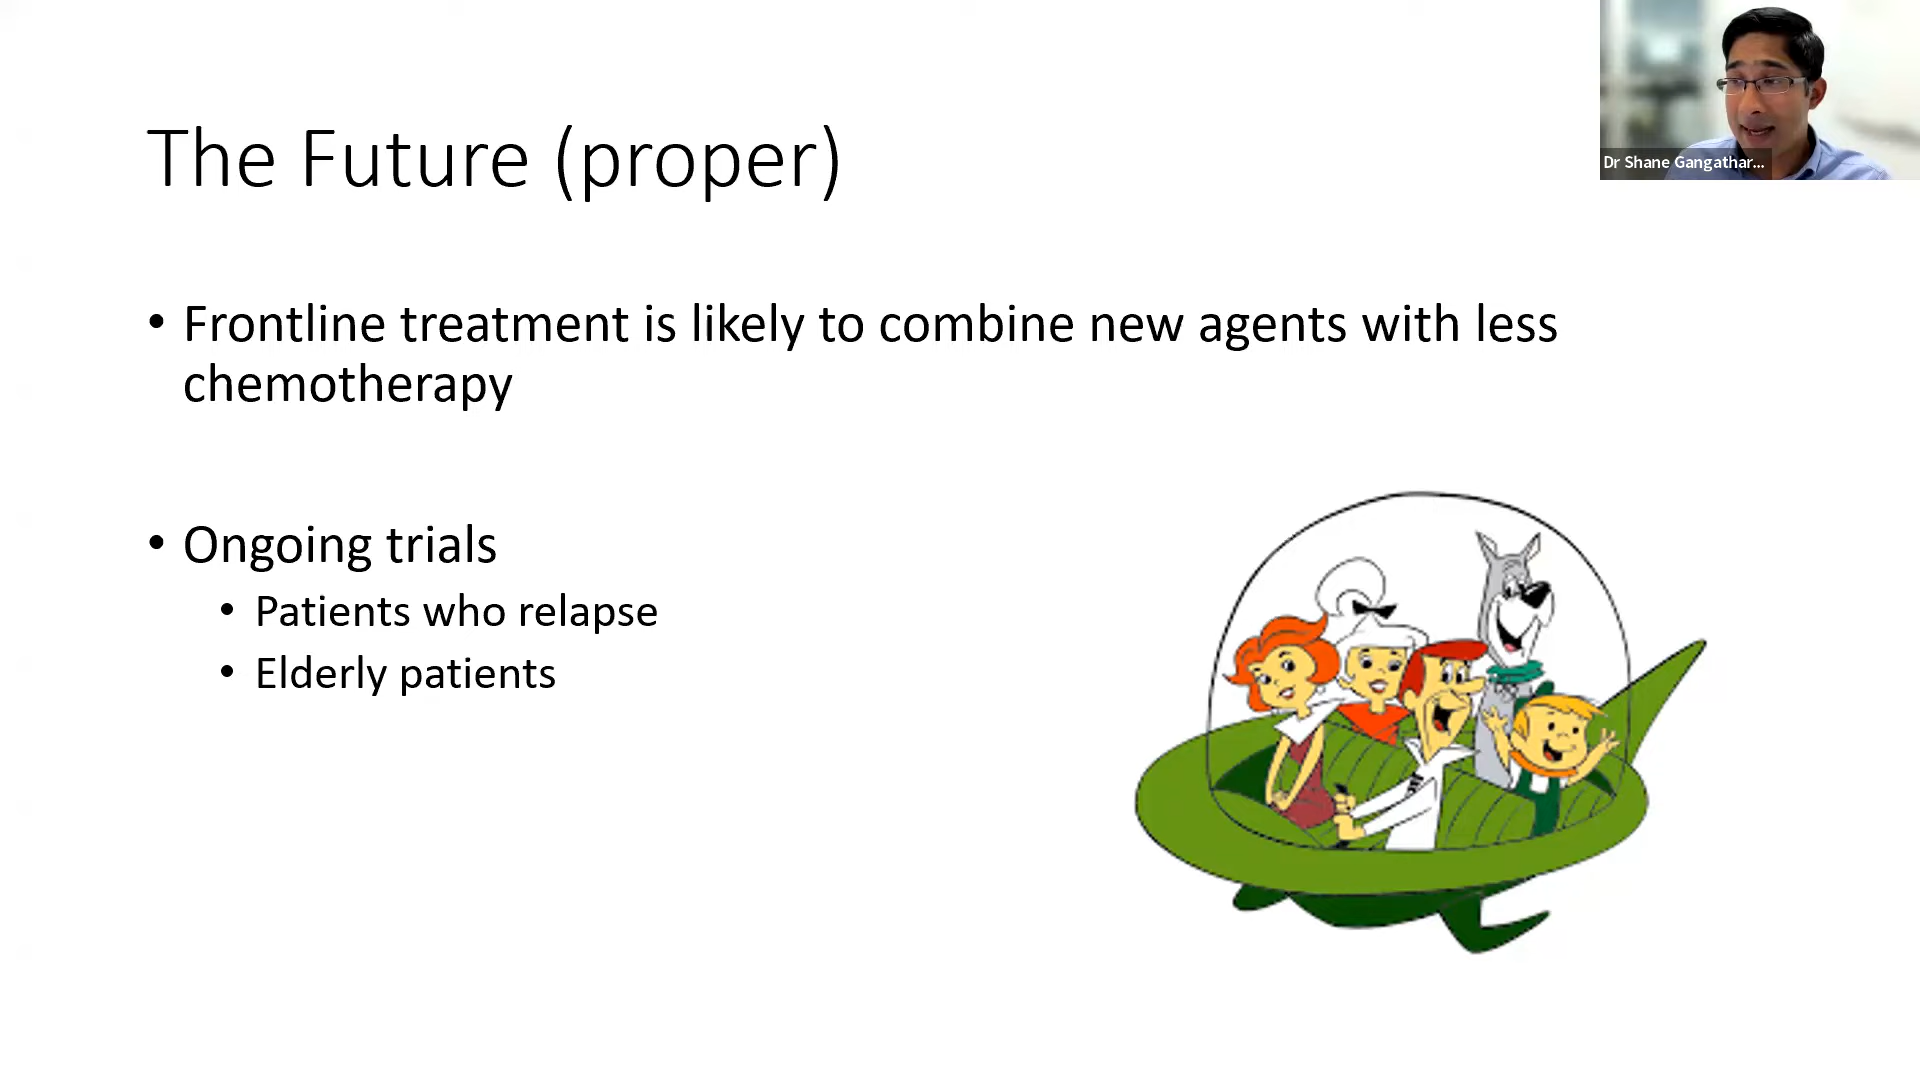 The Future (proper)
• Frontline treatment is likely to combine new agents with less
chemotherapy
• Ongoing trials
• Patients who relapse
• Elderly patients
Dr Shane Gangathar...